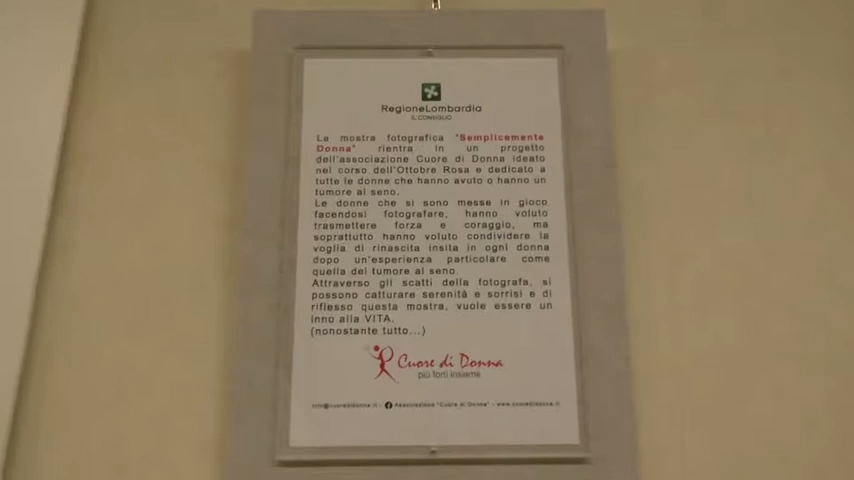 RegioneLombardia
IL CONSIGLIO
La mostra fotografica "Semplicemente
Donna" rientra in un progetto
dell'associazione Cuore di Donna ideato
nel corso dell'Ottobre Rosa e dedicato a
tutte le donne che hanno avuto o hanno un
tumore al seno.
Le donne che si sono messe in gioco
facendosi fotografare, hanno voluto
trasmettere forza e coraggio, ma
soprattutto hanno voluto condividere la
voglia di rinascita insita in ogni donna
dopo un'esperienza particolare come
quella del tumore al seno.
Attraverso gli scatti della fotografa, si
possono catturare serenità e sorrisi e di
riflesso questa mostra, vuole essere un
inno alla VITA.
(nonostante tutto...)
Cuore di Donna
più forti insieme
info@cuoredidonna.it - Associazione "Cuore di Donna" - www.cuoredidonna.it